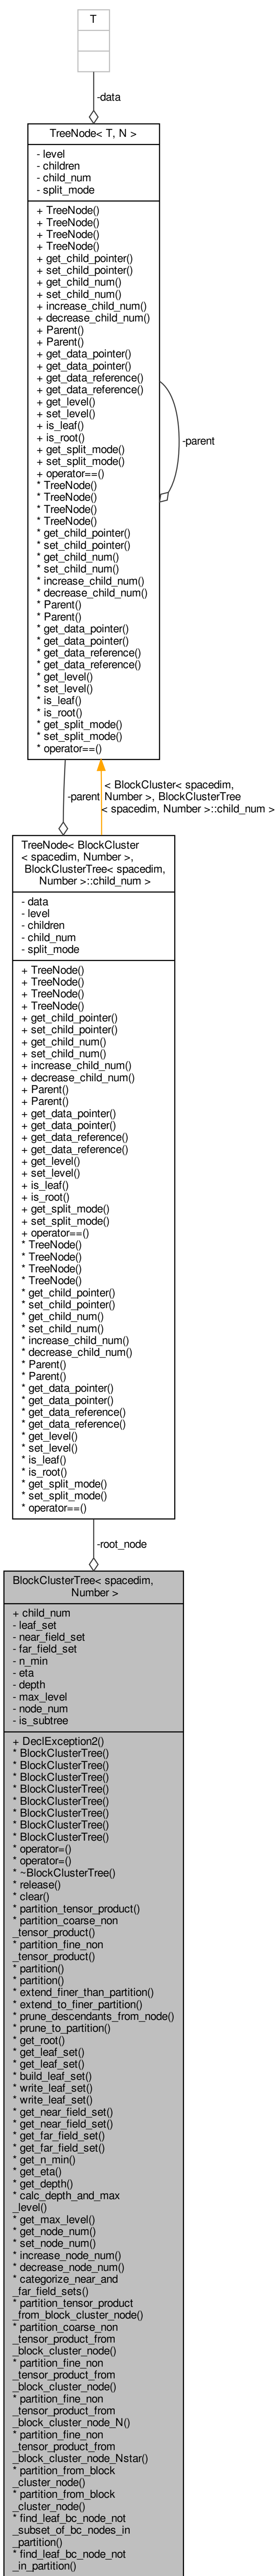 T
-data
TreeNode< T, N >
- level
- children
- child_num
- split_mode
+ TreeNode()
+ TreeNode()
+ TreeNode()
+ TreeNode()
+ get_child_pointer()
+ set_child_pointer()
+ get_child_num()
+ set_child_num()
+ increase_child_num()
+ decrease_child_num()
+ Parent()
+ Parent()
+ get_data_pointer()
+ get_data_pointer()
+ get_data_reference()
+ get_data_reference()
+ get_level()
+ set_level()
+ is_leaf()
+ is_root()
+ get_split_mode()
+ set_split_mode()
+ operator==()
* TreeNode()
* TreeNode()
* TreeNode()
* TreeNode()
* get_child_pointer()
* set_child_pointer()
* get_child_num()
* set_child_num()
* increase_child_num()
* decrease_child_num()
* Parent()
* Parent()
* get_data_pointer()
* get_data_pointer()
* get_data_reference()
* get_data_reference()
* get_level()
* set_level()
* is_leaf()
* is_root()
* get_split_mode()
* set_split_mode()
* operator==()
-parent
-parent
< BlockCluster< spacedim,
Number >, BlockClusterTree
< spacedim, Number >::child_num >
TreeNode< BlockCluster
< spacedim, Number >,
BlockClusterTree< spacedim,
Number >::child_num >
- data
- level
- children
- child_num
- split_mode
+ TreeNode()
+ TreeNode()
+ TreeNode()
+ TreeNode()
+ get_child_pointer()
+ set_child_pointer()
+ get_child_num()
+ set_child_num()
+ increase_child_num()
+ decrease_child_num()
+ Parent()
+ Parent()
+ get_data_pointer()
+ get_data_pointer()
+ get_data_reference()
+ get_data_reference()
+ get_level()
+ set_level()
+ is_leaf()
+ is_root()
+ get_split_mode()
+ set_split_mode()
+ operator==()
* TreeNode()
* TreeNode()
* TreeNode()
* TreeNode()
* get_child_pointer()
* set_child_pointer()
* get_child_num()
* set_child_num()
* increase_child_num()
* decrease_child_num()
* Parent()
* Parent()
* get_data_pointer()
* get_data_pointer()
* get_data_reference()
* get_data_reference()
* get_level()
* set_level()
* is_leaf()
* is_root()
* get_split_mode()
* set_split_mode()
* operator==()
-root_node
BlockClusterTree< spacedim,
Number >
+ child_num
- leaf_set
- near_field_set
- far_field_set
- n_min
- eta
- depth
- max_level
- node_num
- is_subtree
+ DeclException2()
* BlockClusterTree()
* BlockClusterTree()
* BlockClusterTree()
* BlockClusterTree()
* BlockClusterTree()
* BlockClusterTree()
* BlockClusterTree()
* BlockClusterTree()
* operator=()
* operator=()
* ~BlockClusterTree()
* release()
* clear()
* partition_tensor_product()
* partition_coarse_non
_tensor_product()
* partition_fine_non
_tensor_product()
* partition()
* partition()
* extend_finer_than_partition()
* extend_to_finer_partition()
* prune_descendants_from_node()
* prune_to_partition()
* get_root()
* get_leaf_set()
* get_leaf_set()
* build_leaf_set()
* write_leaf_set()
* write_leaf_set()
* get_near_field_set()
* get_near_field_set()
* get_far_field_set()
* get_far_field_set()
* get_n_min()
* get_eta()
* get_depth()
* calc_depth_and_max
_level()
* get_max_level()
* get_node_num()
* set_node_num()
* increase_node_num()
* decrease_node_num()
* categorize_near_and
_far_field_sets()
* partition_tensor_product
_from_block_cluster_node()
* partition_coarse_non
_tensor_product_from
_block_cluster_node()
* partition_fine_non
_tensor_product_from
_block_cluster_node()
* partition_fine_non
_tensor_product_from
_block_cluster_node_N()
* partition_fine_non
_tensor_product_from
_block_cluster_node_Nstar()
* partition_from_block
_cluster_node()
* partition_from_block
_cluster_node()
* find_leaf_bc_node_not
_subset_of_bc_nodes_in
_partition()
* find_leaf_bc_node_not
_in_partition()